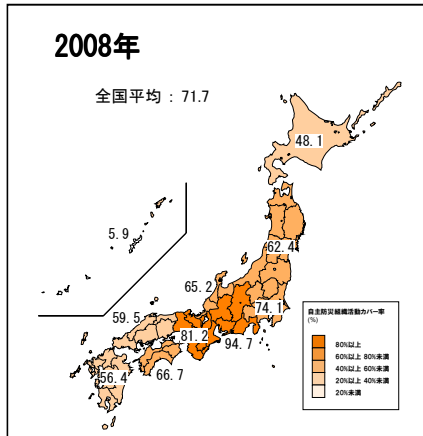 2008年
全国平均 : 71.7
48.1
5.9
62.4
65.2
74.1
59.5
81.2
94.7
56.4
66.7
自主防災組織活動カバー率
(%)
80%以上
60%以上 80%未満
40%以上 60%未満
20%以上 40%未満
20%未満